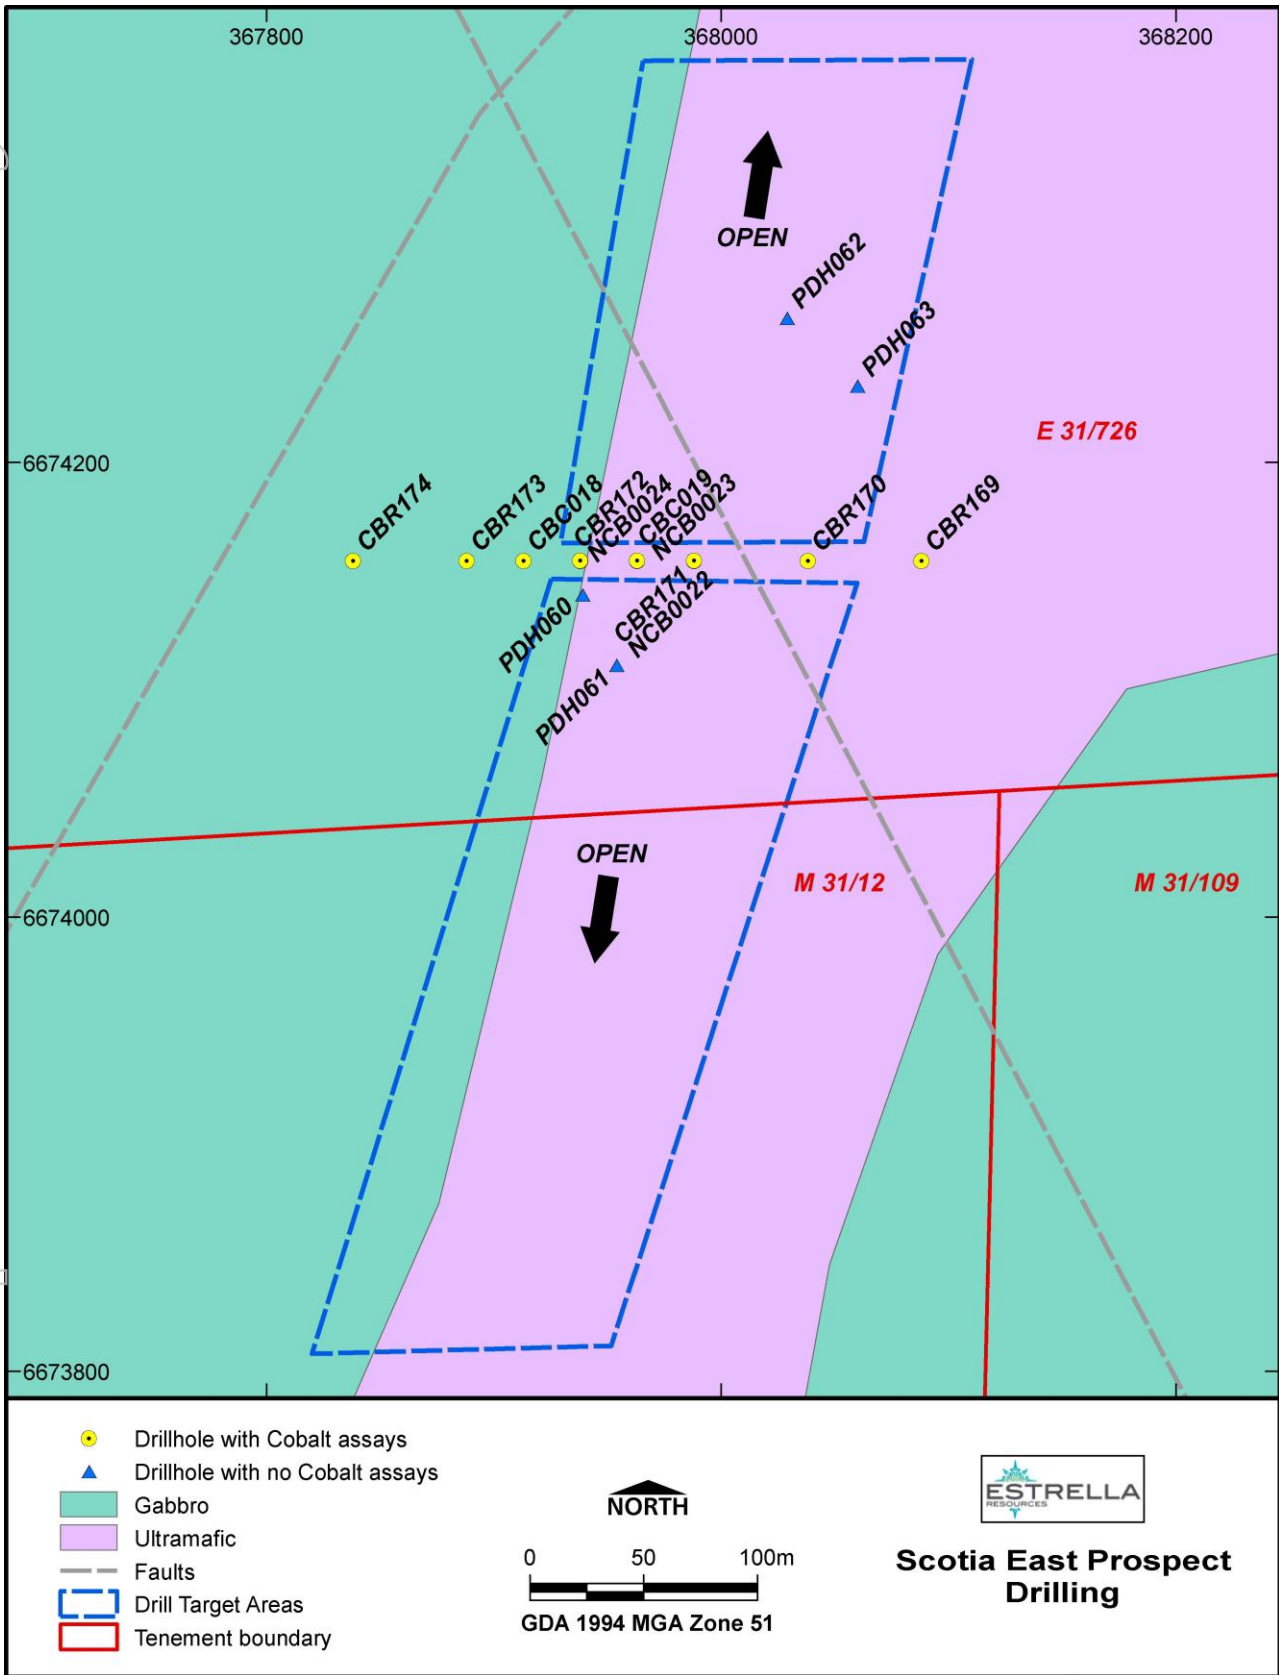 367800
368000
368200
OPEN
PDH062
PDH063
E 31/726
6674200
CBR174
CBR173
CBC018
CBR172
NCB0024
CBC019
NCB0023
CBR170
CBR169
PDH060
CBR171
NCB0022
PDH061
OPEN
M 31/12
M 31/109
6674000
6673800
Drillhole with Cobalt assays
Drillhole with no Cobalt assays
Gabbro
Ultramafic
Faults
Drill Target Areas
Tenement boundary
NORTH
0 50 100m
GDA 1994 MGA Zone 51
ESTRELLA
RESOURCES
Scotia East Prospect
Drilling